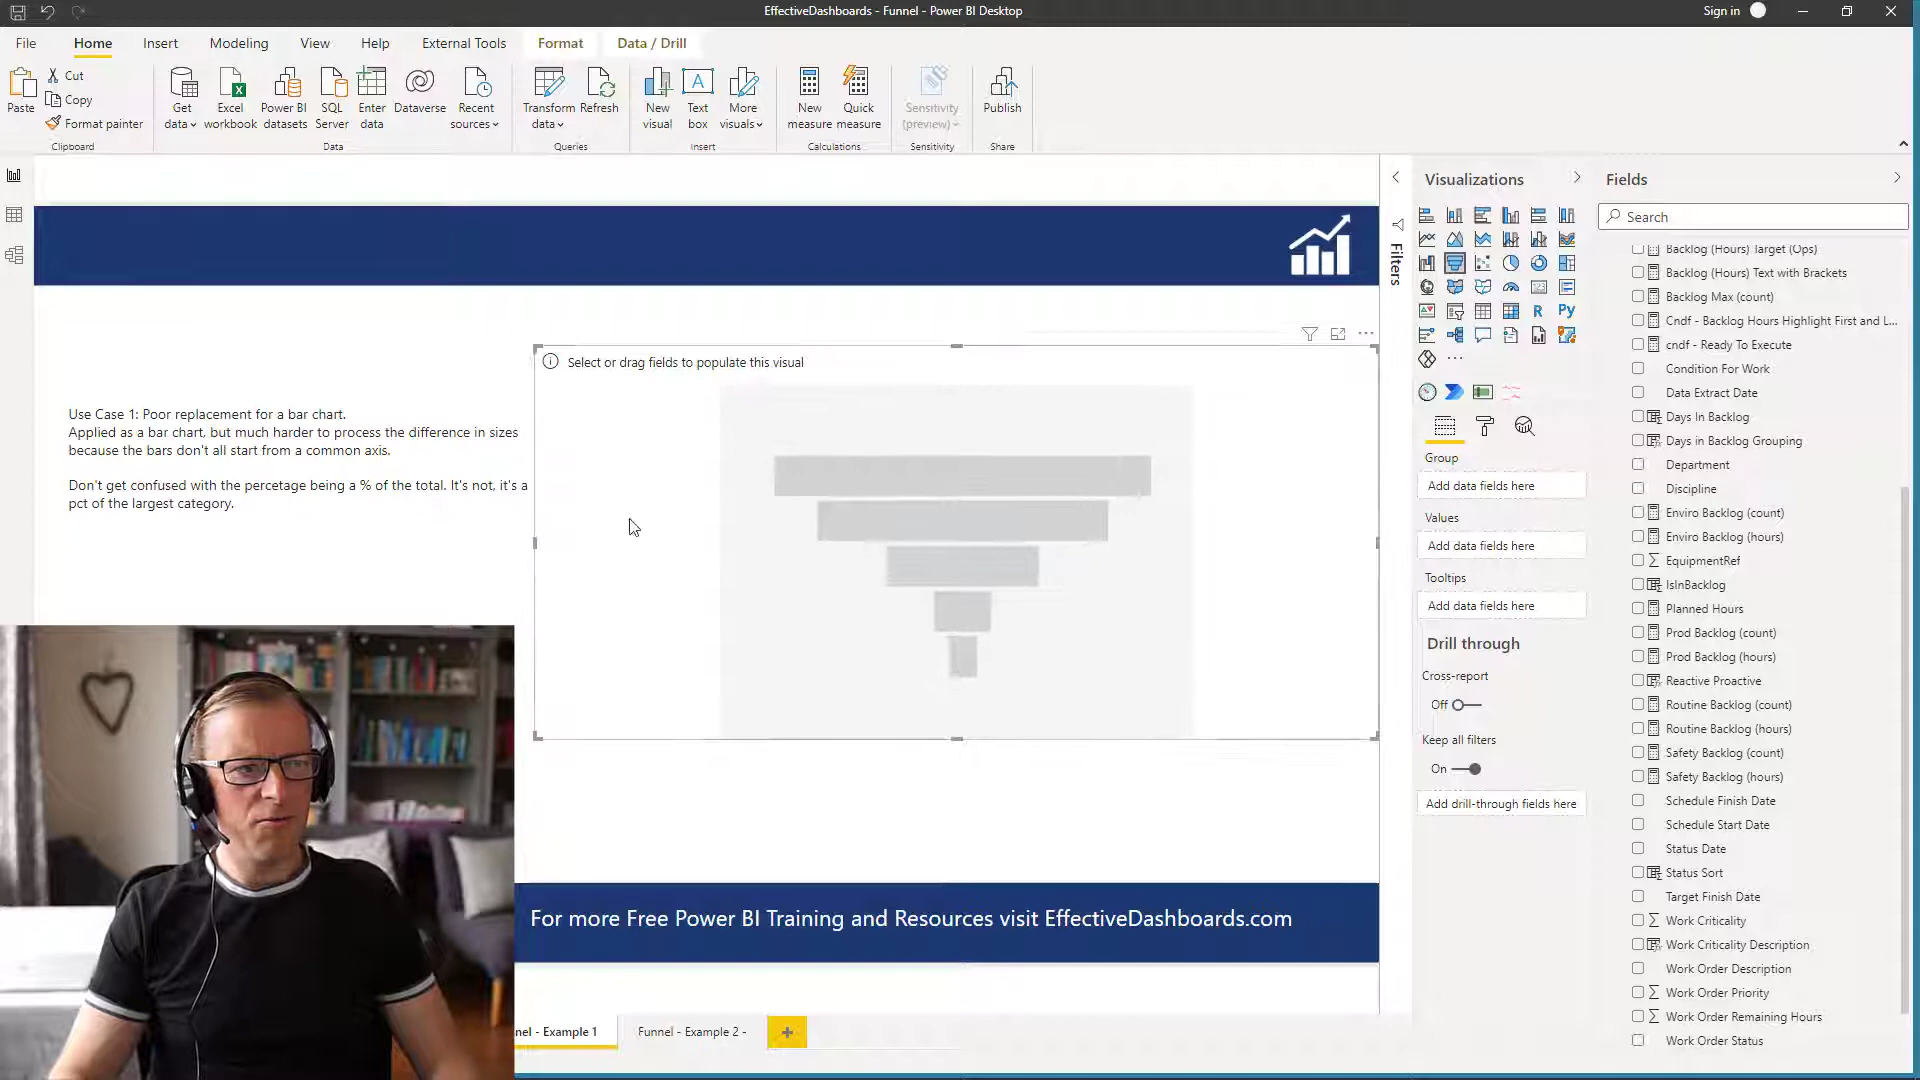 EffectiveDashboards - Funnel - Power BI Desktop
Sign in
File
Home
Insert
Modeling
View
Help
External Tools
Format
Data / Drill
Paste
Cut
Copy
Format painter
Clipboard
Get data
Excel workbook
Power BI datasets
SQL Server
Enter data
Dataverse
Recent sources
Data
Transform data
Refresh
Queries
New visual
Text box
More visuals
Insert
New measure
Quick measure
Calculations
Sensitivity (preview)
Sensitivity
Publish
Share
Use Case 1: Poor replacement for a bar chart.
Applied as a bar chart, but much harder to process the difference in sizes
because the bars don't all start from a common axis.
Don't get confused with the percetage being a % of the total. It's not, it's a
pct of the largest category.
Select or drag fields to populate this visual
For more Free Power BI Training and Resources visit EffectiveDashboards.com
nel - Example 1
Funnel - Example 2 -
+
Filters
Visualizations
R
Py
Group
Add data fields here
Values
Add data fields here
Tooltips
Add data fields here
Drill through
Cross-report
Off
Keep all filters
On
Add drill-through fields here
Fields
Search
Backlog (Hours) Target (Ops)
Backlog (Hours) Text with Brackets
Backlog Max (count)
Cndf - Backlog Hours Highlight First and L...
cndf - Ready To Execute
Condition For Work
Data Extract Date
Days In Backlog
Days in Backlog Grouping
Department
Discipline
Enviro Backlog (count)
Enviro Backlog (hours)
EquipmentRef
IsInBacklog
Planned Hours
Prod Backlog (count)
Prod Backlog (hours)
Reactive Proactive
Routine Backlog (count)
Routine Backlog (hours)
Safety Backlog (count)
Safety Backlog (hours)
Schedule Finish Date
Schedule Start Date
Status Date
Status Sort
Target Finish Date
Work Criticality
Work Criticality Description
Work Order Description
Work Order Priority
Work Order Remaining Hours
Work Order Status